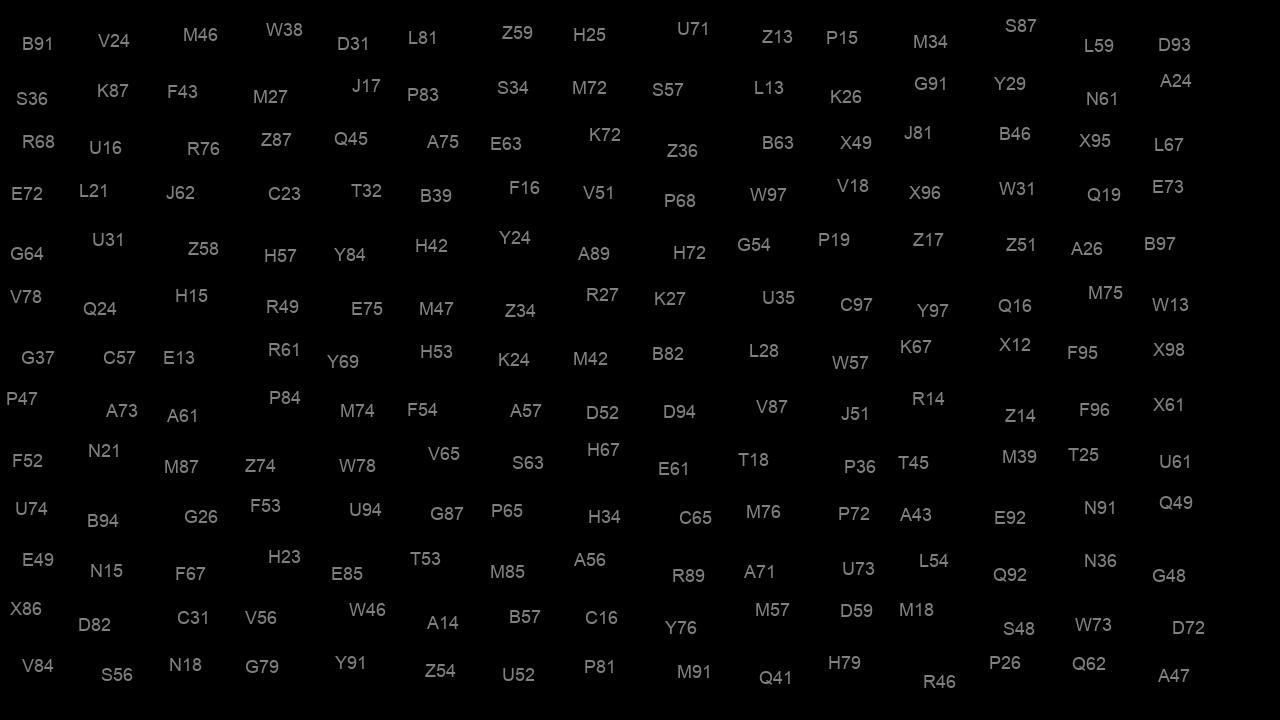 B91 V24 M46 W38 D31 L81 Z59 H25 U71 Z13 P15 M34 S87 L59 D93
S36 K87 F43 M27 J17 P83 S34 M72 S57 L13 K26 G91 Y29 N61 A24
R68 U16 R76 Z87 Q45 A75 E63 K72 Z36 B63 X49 J81 B46 X95 L67
E72 L21 J62 C23 T32 B39 F16 V51 P68 W97 V18 X96 W31 Q19 E73
G64 U31 Z58 H57 Y84 H42 Y24 A89 H72 G54 P19 Z17 Z51 A26 B97
V78 Q24 H15 R49 E75 M47 Z34 R27 K27 U35 C97 Y97 Q16 M75 W13
G37 C57 E13 R61 Y69 H53 K24 M42 B82 L28 W57 K67 X12 F95 X98
P47 A73 A61 P84 M74 F54 A57 D52 D94 V87 J51 R14 Z14 F96 X61
F52 N21 M87 Z74 W78 V65 S63 H67 E61 T18 P36 T45 M39 T25 U61
U74 B94 G26 F53 U94 G87 P65 H34 C65 M76 P72 A43 E92 N91 Q49
E49 N15 F67 H23 E85 T53 M85 A56 R89 A71 U73 L54 Q92 N36 G48
X86 D82 C31 V56 W46 A14 B57 C16 Y76 M57 D59 M18 S48 W73 D72
V84 S56 N18 G79 Y91 Z54 U52 P81 M91 Q41 H79 R46 P26 Q62 A47